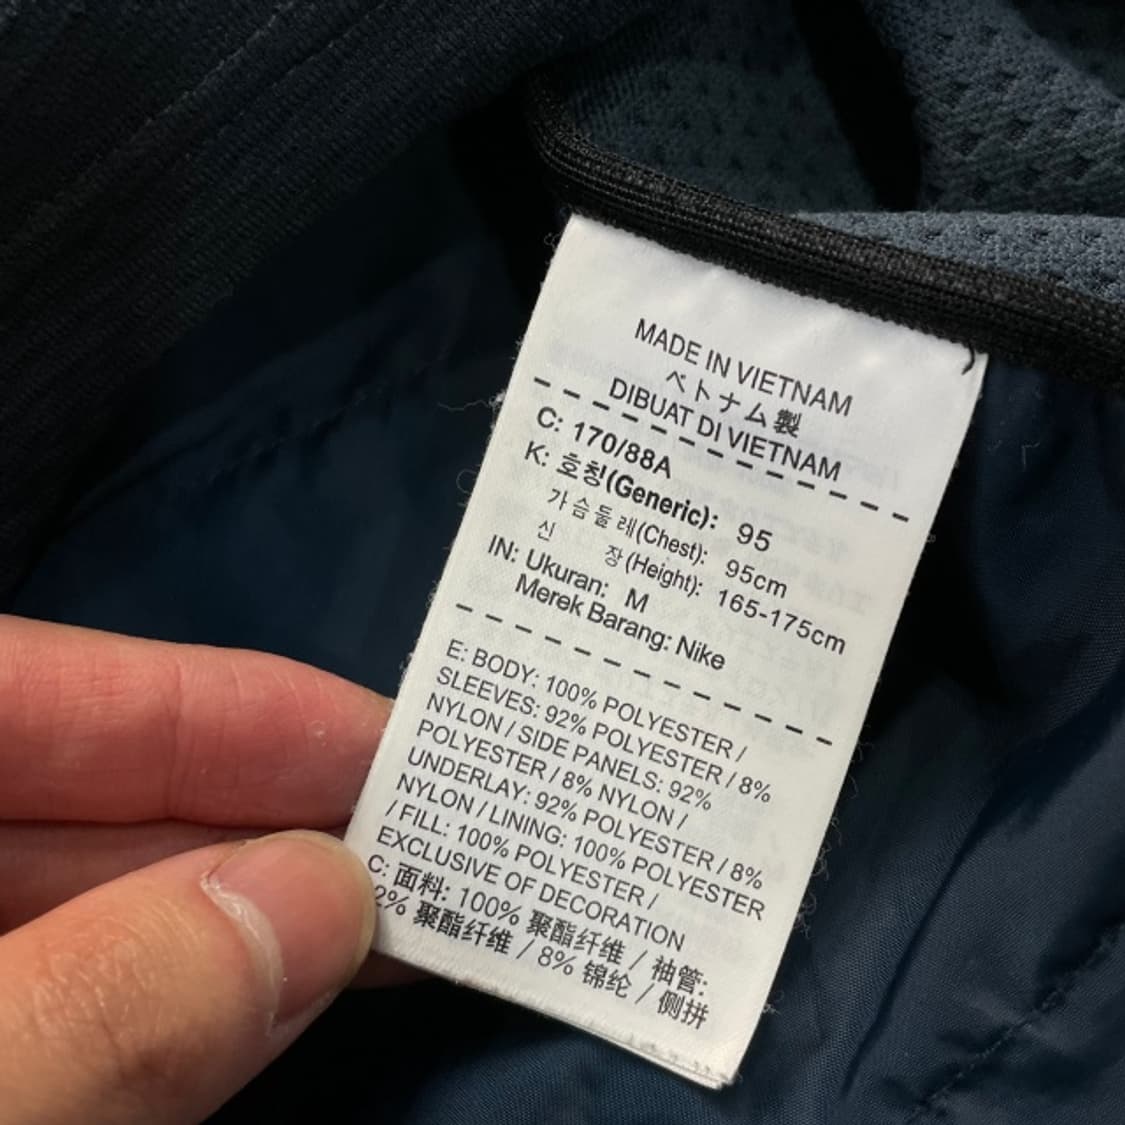 MADE IN VIETNAM
ベトナム製
DIBUAT DI VIETNAM
C: 170/88A
K: 호칭(Generic): 95
가슴둘레(Chest): 95cm
신 장(Height): 165-175cm
IN: Ukuran: M
Merek Barang: Nike
E: BODY: 100% POLYESTER /
SLEEVES: 92% POLYESTER / 8%
NYLON / SIDE PANELS: 92%
POLYESTER / 8% NYLON /
UNDERLAY: 92% POLYESTER / 8%
NYLON / LINING: 100% POLYESTER
/ FILL: 100% POLYESTER /
EXCLUSIVE OF DECORATION
C: 面料: 100% 聚酯纤维 / 袖管:
2% 聚酯纤维 / 8% 锦纶 / 侧拼